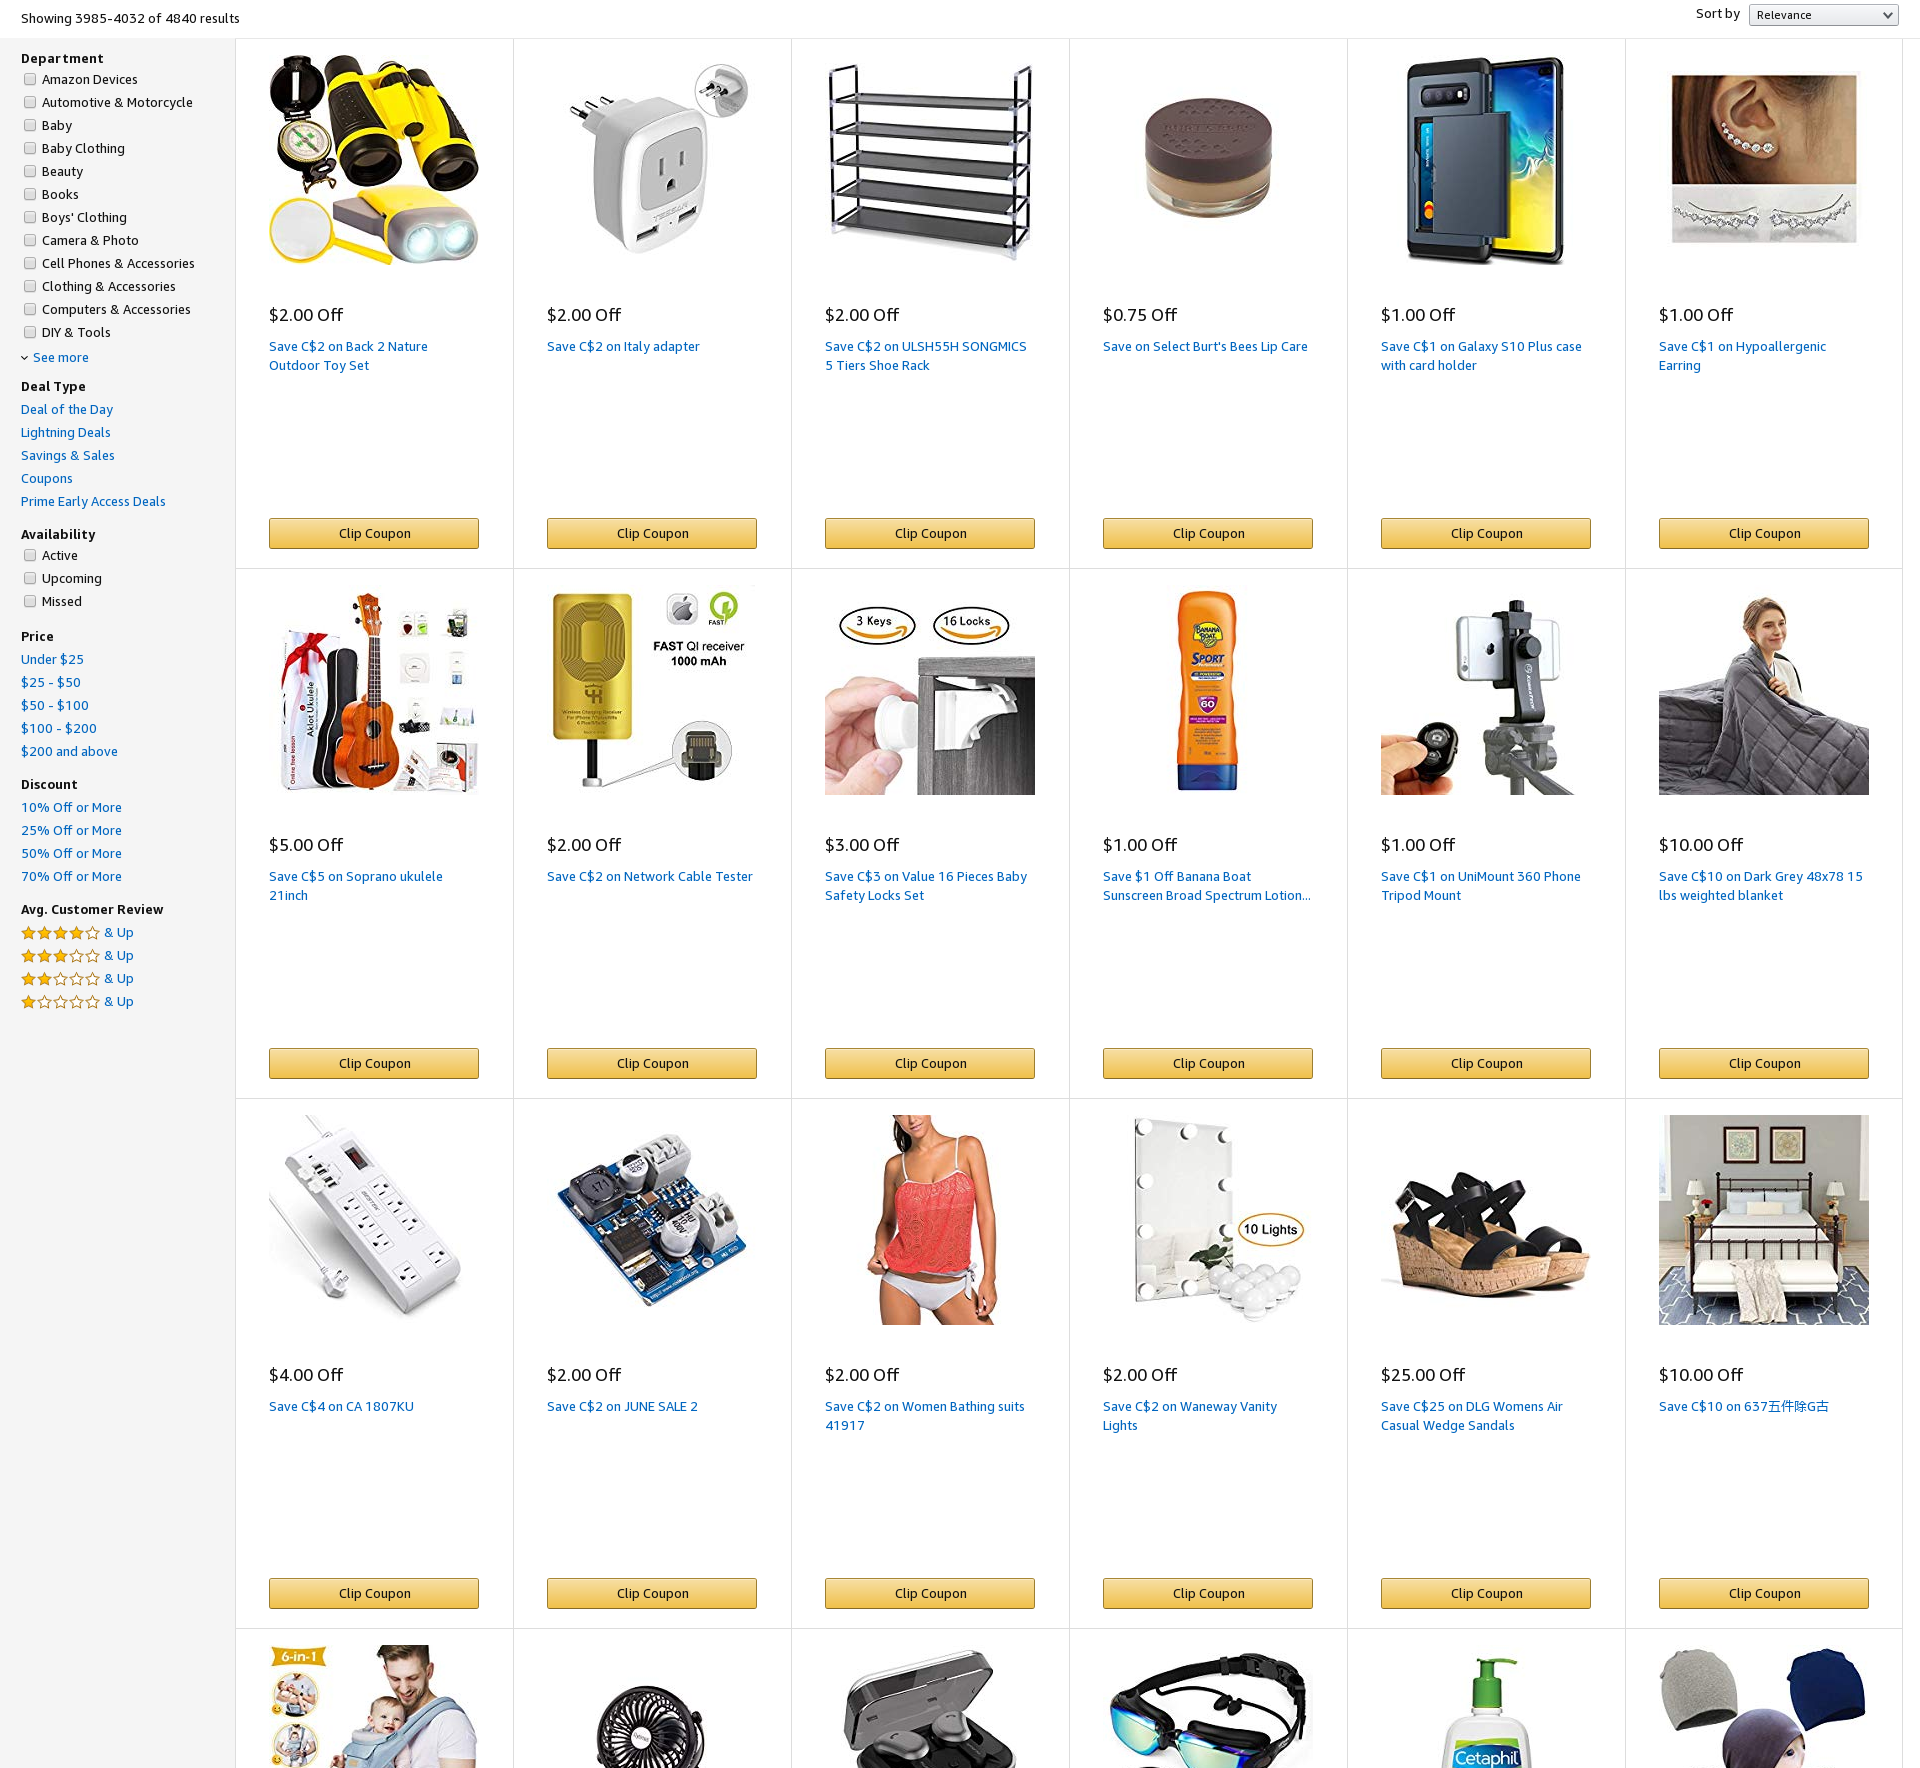 Showing 3985-4032 of 4840 results
Sort by
Relevance
Department
Amazon Devices
Automotive & Motorcycle
Baby
Baby Clothing
Beauty
Books
Boys' Clothing
Camera & Photo
Cell Phones & Accessories
Clothing & Accessories
Computers & Accessories
DIY & Tools
See more
Deal Type
Deal of the Day
Lightning Deals
Savings & Sales
Coupons
Prime Early Access Deals
Availability
Active
Upcoming
Missed
Price
Under $25
$25 - $50
$50 - $100
$100 - $200
$200 and above
Discount
10% Off or More
25% Off or More
50% Off or More
70% Off or More
Avg. Customer Review
& Up
& Up
& Up
& Up
$2.00 Off
Save C$2 on Back 2 Nature
Outdoor Toy Set
Clip Coupon
TESSAN
$2.00 Off
Save C$2 on Italy adapter
Clip Coupon
$2.00 Off
Save C$2 on ULSH55H SONGMICS
5 Tiers Shoe Rack
Clip Coupon
$0.75 Off
Save on Select Burt's Bees Lip Care
Clip Coupon
$1.00 Off
Save C$1 on Galaxy S10 Plus case
with card holder
Clip Coupon
$1.00 Off
Save C$1 on Hypoallergenic
Earring
Clip Coupon
Aklot Ukulele
Online free lesson
$5.00 Off
Save C$5 on Soprano ukulele
21inch
Clip Coupon
FAST
FAST QI receiver
1000 mAh
Wireless Charging Receiver
$2.00 Off
Save C$2 on Network Cable Tester
Clip Coupon
3 Keys
16 Locks
$3.00 Off
Save C$3 on Value 16 Pieces Baby
Safety Locks Set
Clip Coupon
BANANA
BOAT
SPORT
60
$1.00 Off
Save $1 Off Banana Boat
Sunscreen Broad Spectrum Lotion...
Clip Coupon
$1.00 Off
Save C$1 on UniMount 360 Phone
Tripod Mount
Clip Coupon
$10.00 Off
Save C$10 on Dark Grey 48x78 15
lbs weighted blanket
Clip Coupon
BESTEK
$4.00 Off
Save C$4 on CA 1807KU
Clip Coupon
471
400V
$2.00 Off
Save C$2 on JUNE SALE 2
Clip Coupon
$2.00 Off
Save C$2 on Women Bathing suits
41917
Clip Coupon
10 Lights
$2.00 Off
Save C$2 on Waneway Vanity
Lights
Clip Coupon
$25.00 Off
Save C$25 on DLG Womens Air
Casual Wedge Sandals
Clip Coupon
$10.00 Off
Save C$10 on 637五件除G古
Clip Coupon
6-in-1
Cetaphil